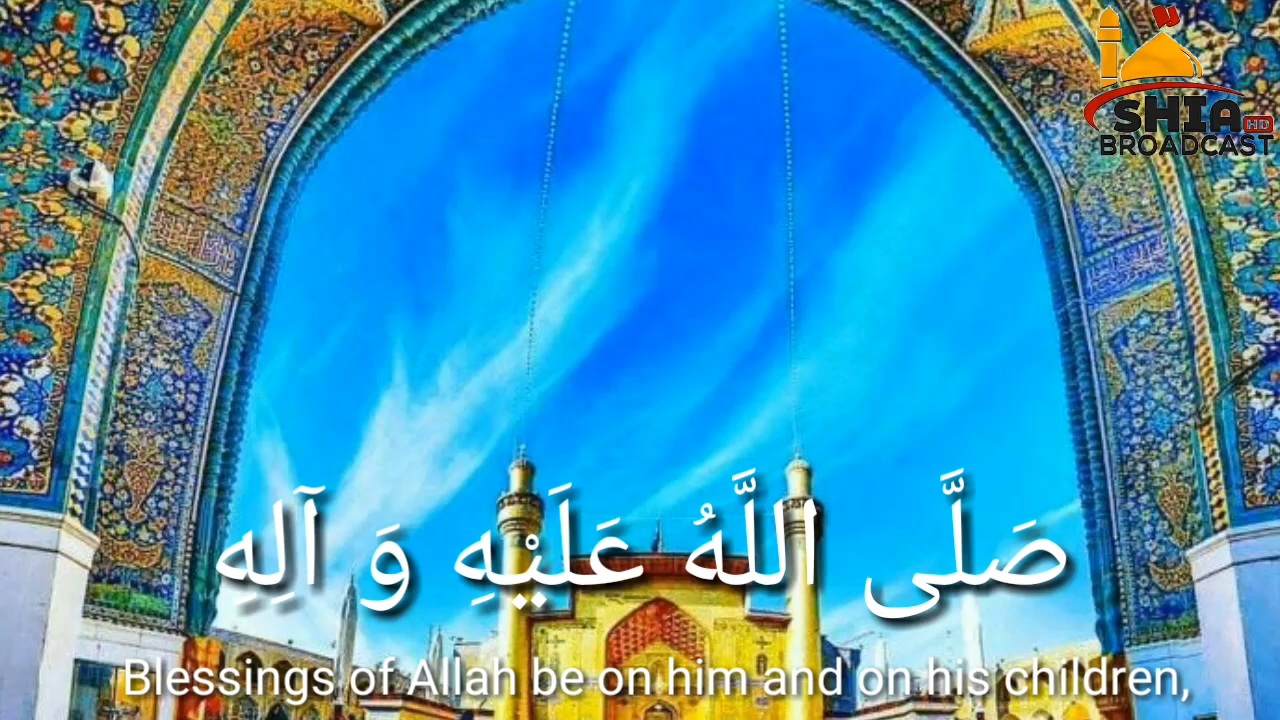 SHIA HD
BROADCAST
صَلَّى اللَّهُ عَلَيْهِ وَ آلِهِ
Blessings of Allah be on him and on his children,